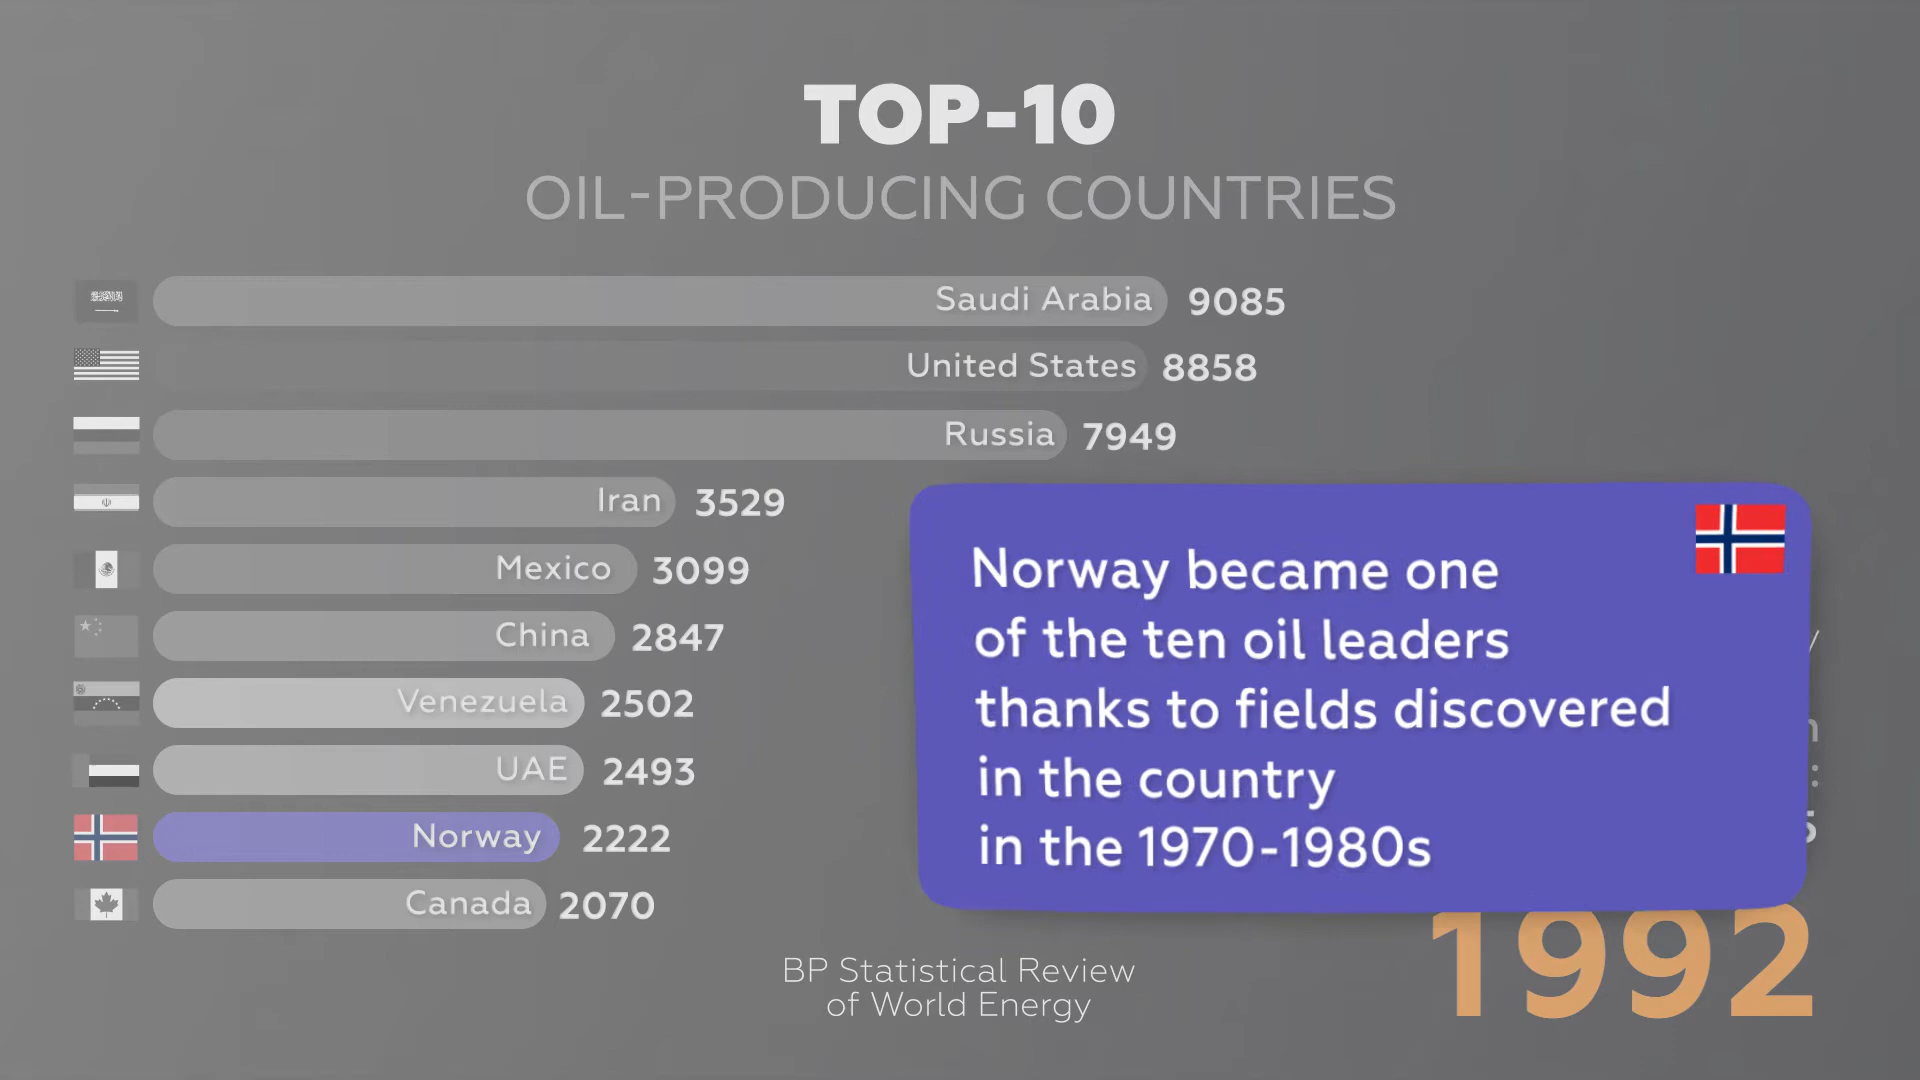 TOP-10
OIL-PRODUCING COUNTRIES
Saudi Arabia 9085
United States 8858
Russia 7949
Iran 3529
Mexico 3099
China 2847
Venezuela 2502
UAE 2493
Norway 2222
Canada 2070
Norway became one
of the ten oil leaders
thanks to fields discovered
in the country
in the 1970-1980s
1992
BP Statistical Review
of World Energy